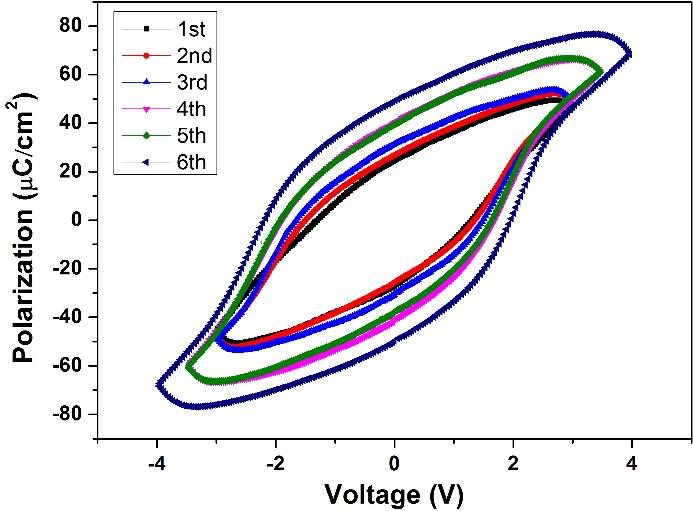 1st
2nd
3rd
4th
5th
6th
80
60
40
20
0
-20
-40
-60
-80
Polarization (μC/cm²)
-4
-2
0
2
4
Voltage (V)